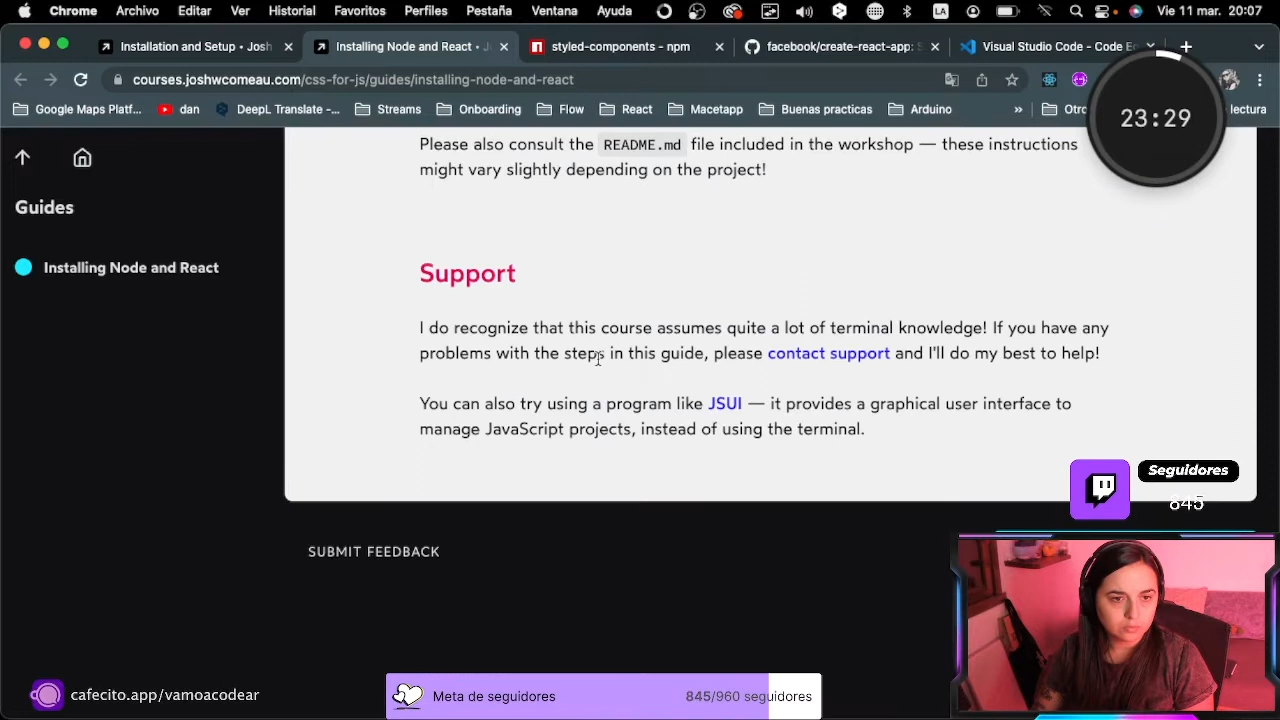 Chrome Archivo Editar Ver Historial Favoritos Perfiles Pestaña Ventana Ayuda LA Vie 11 mar. 20:07
Installation and Setup • Josh
Installing Node and React • J
styled-components - npm
facebook/create-react-app: S
Visual Studio Code - Code E
courses.joshwcomeau.com/css-for-js/guides/installing-node-and-react
Google Maps Platf... dan DeepL Translate -... Streams Onboarding Flow React Macetapp Buenas practicas Arduino » Otro lectura
23:29
Guides
Installing Node and React
Please also consult the README.md file included in the workshop — these instructions
might vary slightly depending on the project!
Support
I do recognize that this course assumes quite a lot of terminal knowledge! If you have any
problems with the steps in this guide, please contact support and I'll do my best to help!
You can also try using a program like JSUI — it provides a graphical user interface to
manage JavaScript projects, instead of using the terminal.
Seguidores
845
SUBMIT FEEDBACK
cafecito.app/vamoacodear
Meta de seguidores 845/960 seguidores